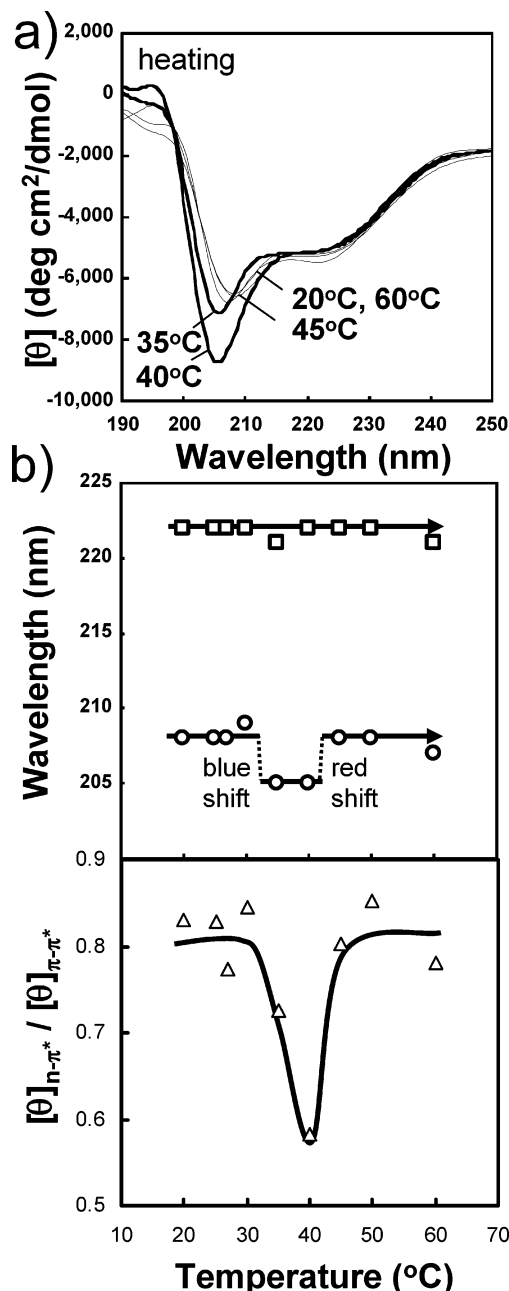 a)
heating
2,000
0
-2,000
-4,000
-6,000
-8,000
-10,000
[θ] (deg cm²/dmol)
20°C, 60°C
45°C
35°C
40°C
190 200 210 220 230 240 250
Wavelength (nm)
b)
225
220
215
210
205
Wavelength (nm)
blue shift
red shift
0.9
0.8
0.7
0.6
0.5
[θ]n-π* / [θ]π-π*
10 20 30 40 50 60 70
Temperature (°C)